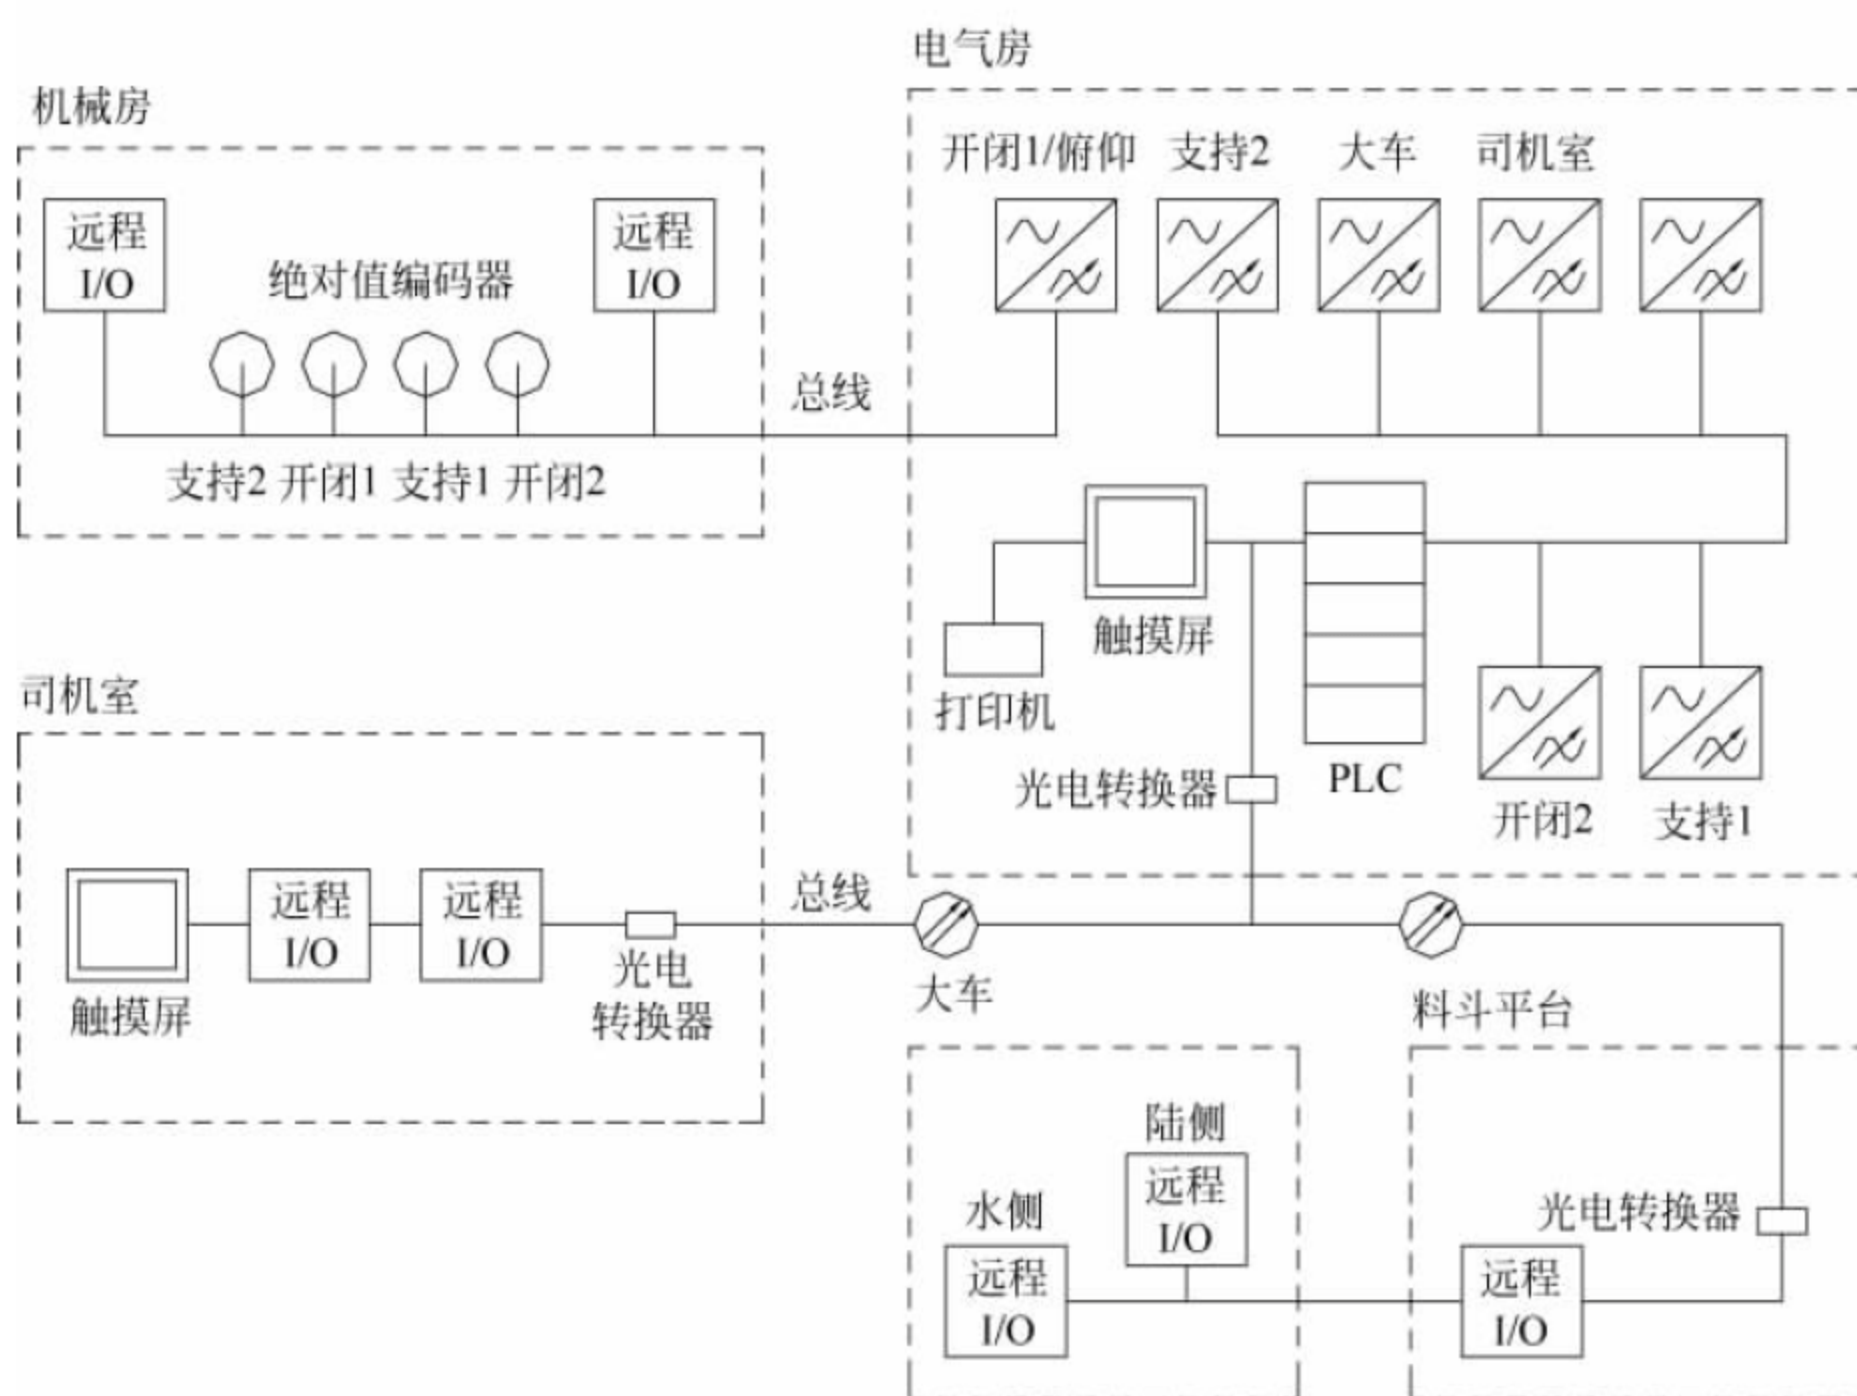 电气房
机械房
开闭1/俯仰 支持2 大车 司机室
远程
I/O
绝对值编码器
远程
I/O
总线
支持2 开闭1 支持1 开闭2
触摸屏
打印机
光电转换器
PLC
开闭2 支持1
司机室
触摸屏
远程
I/O
远程
I/O
光电
转换器
总线
大车
料斗平台
陆侧
远程
I/O
水侧
远程
I/O
光电转换器
远程
I/O